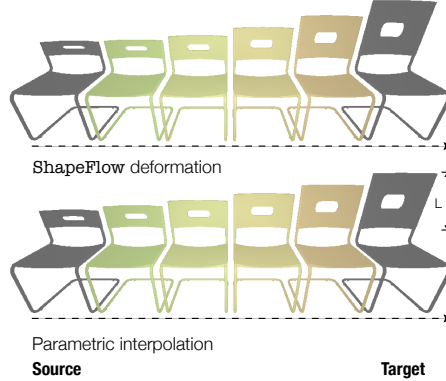 ShapeFlow deformation
L
Parametric interpolation
Source Target